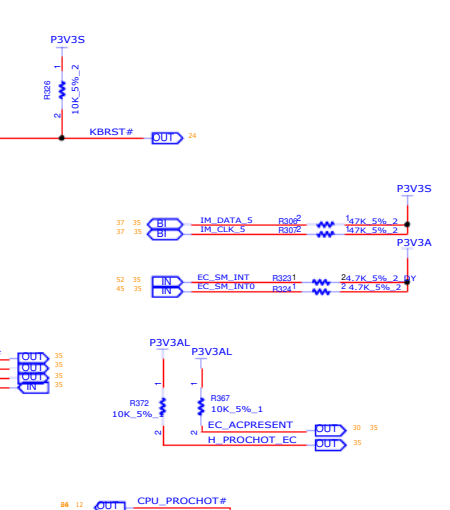 P3V3S
1
R326
10K_5%_2
2
KBRST#
OUT 24
P3V3S
37 35 BI IM_DATA_5 R306 2 1 47K_5%_2
37 35 BI IM_CLK_5 R307 2 1 47K_5%_2
P3V3A
52 35 IN EC_SM_INT R323 1 2 4.7K_5%_2_DY
45 35 IN EC_SM_INT0 R324 1 2 4.7K_5%_2
P3V3AL
P3V3AL
OUT 35
OUT 35
OUT 35
IN 35
1 1
R372
10K_5%_1
R367
10K_5%_1
2 2
EC_ACPRESENT OUT 30 35
H_PROCHOT_EC OUT 35
12 OUT CPU_PROCHOT#